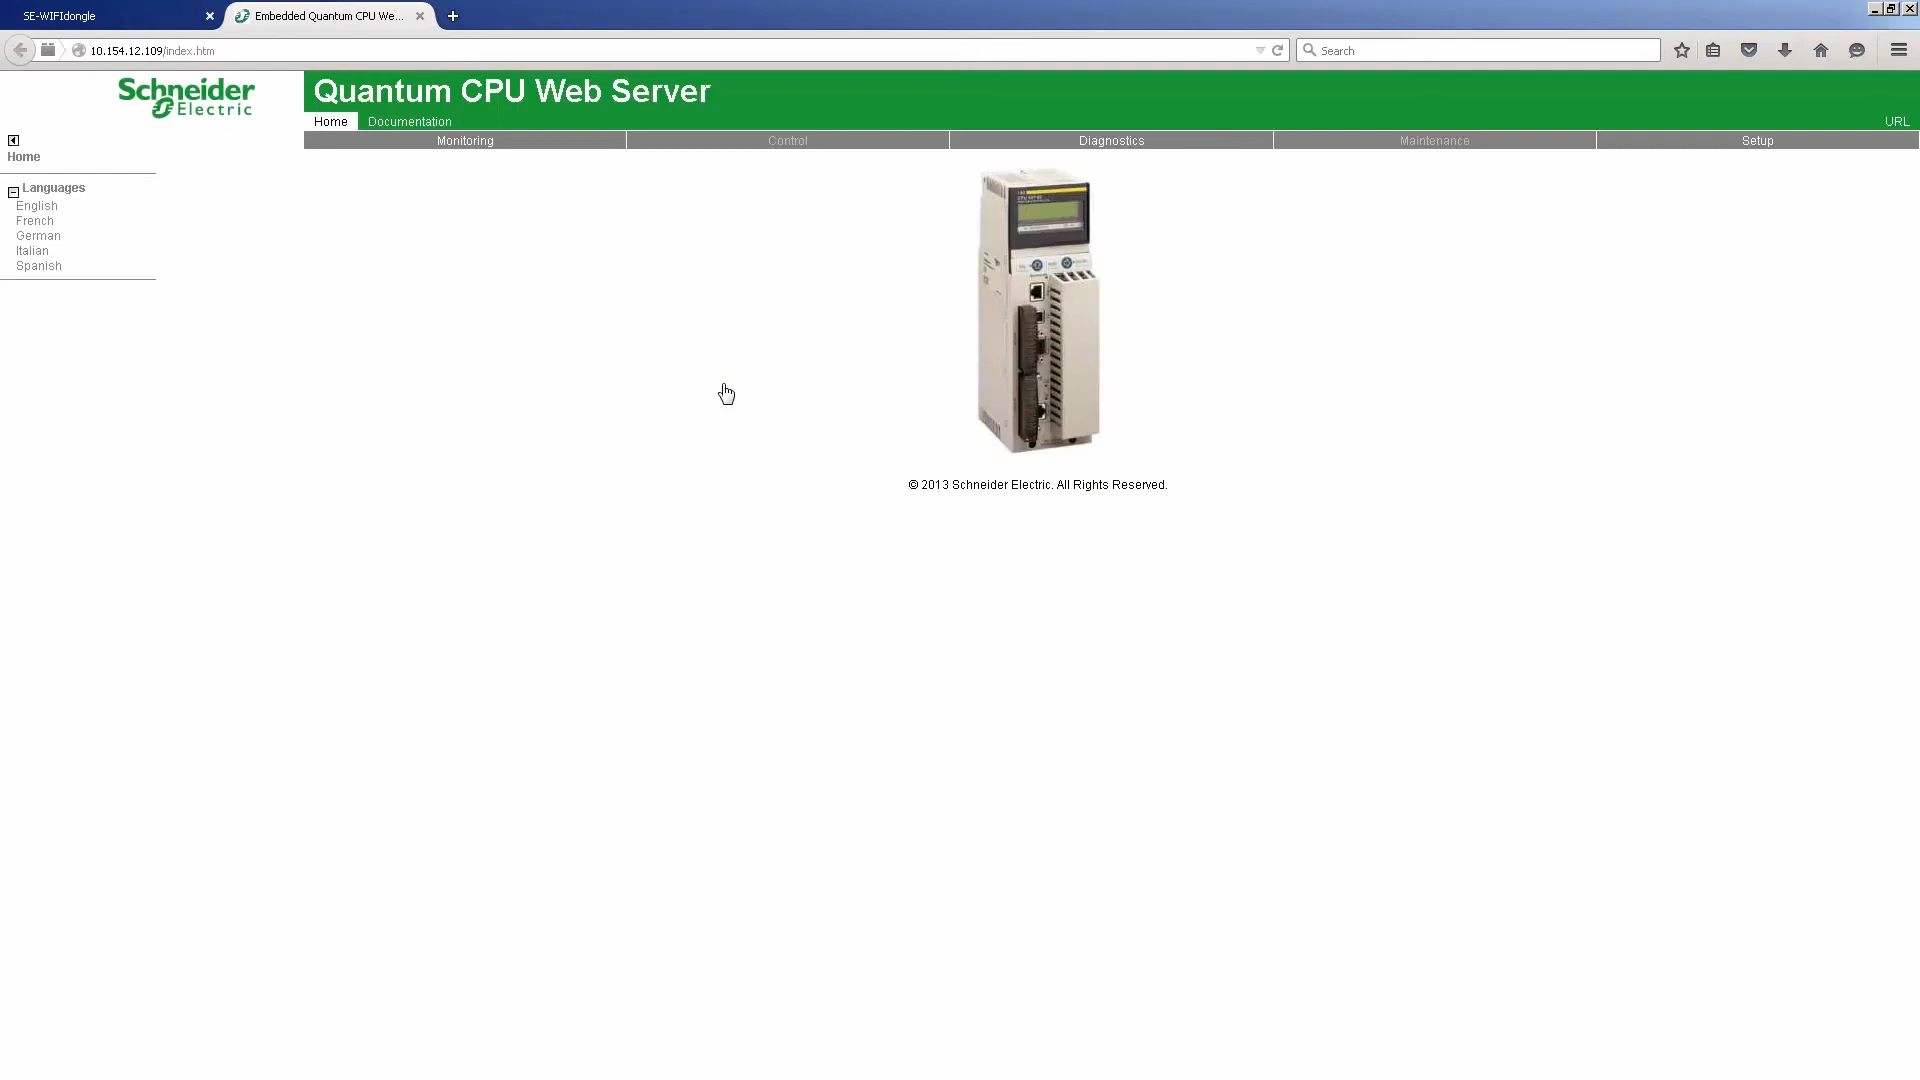 SE-WIFIdongle
Embedded Quantum CPU We...
10.154.12.109/index.htm
Search
Schneider
Electric
Quantum CPU Web Server
Home
Documentation
URL
Monitoring
Control
Diagnostics
Maintenance
Setup
Home
Languages
English
French
German
Italian
Spanish
© 2013 Schneider Electric. All Rights Reserved.